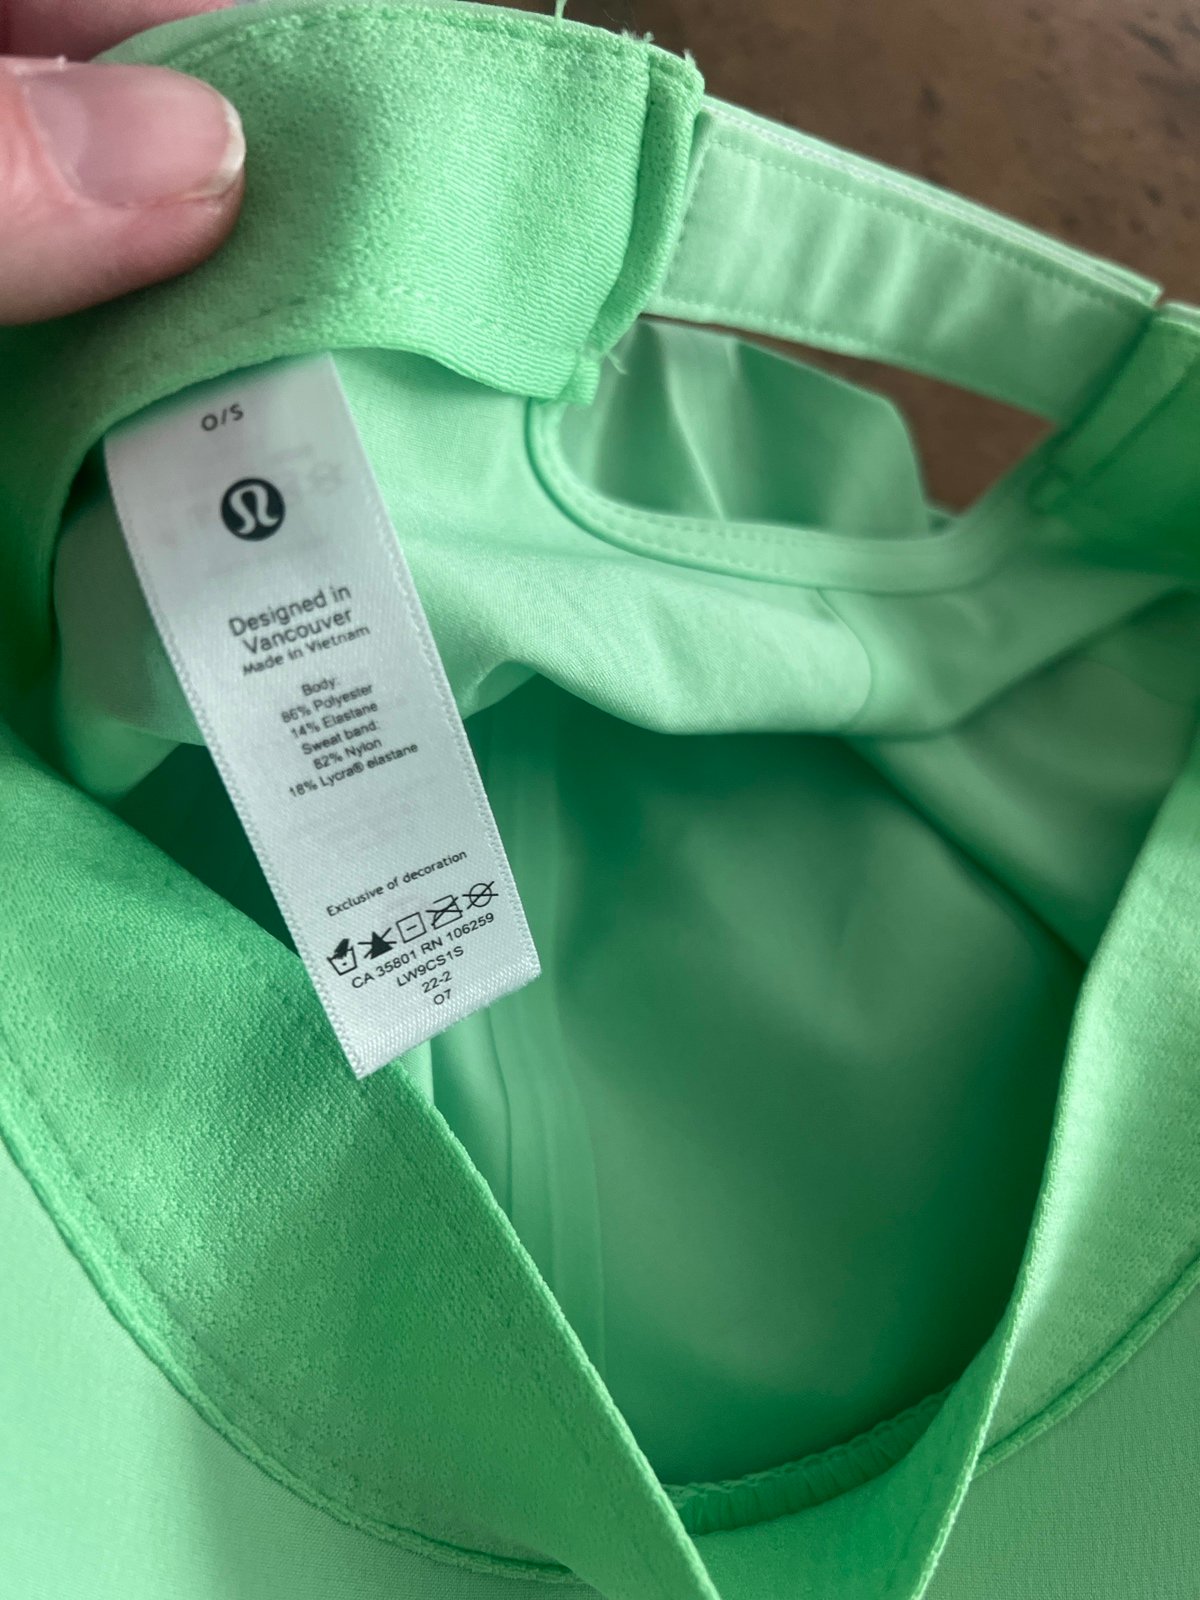 O/S
Designed in
Vancouver
Made in Vietnam
Body:
86% Polyester
14% Elastane
Sweat band:
82% Nylon
18% Lycra® elastane
Exclusive of decoration
CA 35801 RN 106259
LW9CS1S
22-2
07